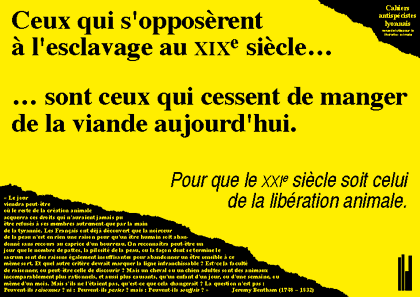 Ceux qui s'opposèrent
à l'esclavage au XIXe siècle…
Cahiers
antispécistes
lyonnais
… sont ceux qui cessent de manger
de la viande aujourd'hui.
Pour que le XXIe siècle soit celui
de la libération animale.
« Le jour
viendra peut-être
où le reste de la création animale
acquerra ces droits qui n'auraient jamais pu
être refusés à ses membres autrement que par la main
de la tyrannie. Les Français ont déjà découvert que la noirceur
de la peau n'est en rien une raison pour qu'un être humain soit aban-
donné sans recours au caprice d'un bourreau. On reconnaîtra peut-être un
jour que le nombre de pattes, la pilosité de la peau, ou la façon dont se termine le
sacrum sont des raisons également insuffisantes pour abandonner un être sensible à ce
même sort. Et quel autre critère devrait marquer la ligne infranchissable ? Est-ce la faculté
de raisonner, ou peut-être celle de discourir ? Mais un cheval ou un chien adultes sont des animaux
incomparablement plus rationnels, et aussi plus causants, qu'un enfant d'un jour, ou d'une semaine, ou
même d'un mois. Mais s'ils ne l'étaient pas, qu'est-ce que cela changerait ? La question n'est pas :
Peuvent-ils raisonner ? ni : Peuvent-ils parler ? mais : Peuvent-ils souffrir ? » Jeremy Bentham (1748 – 1832)